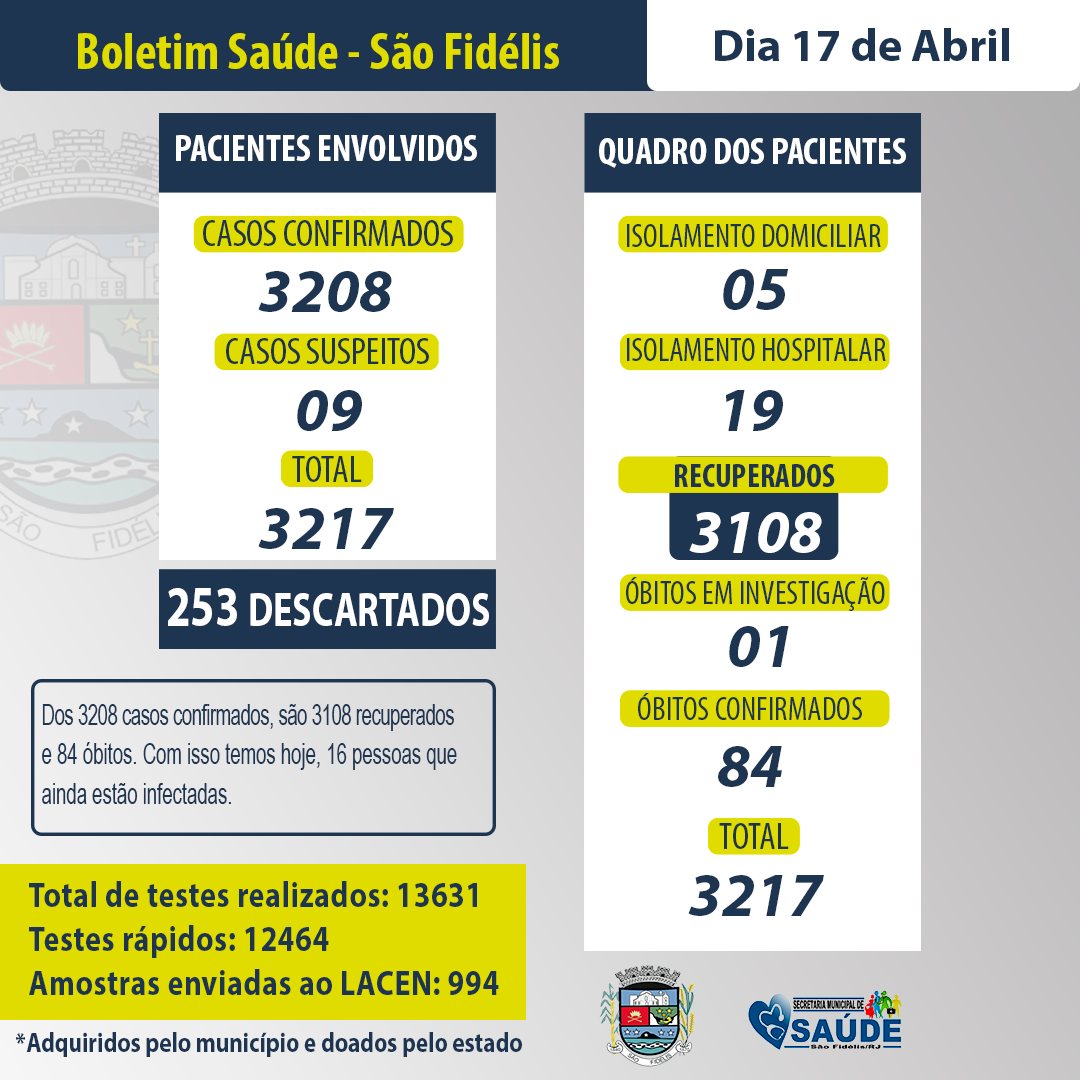 Boletim Saúde - São Fidélis
Dia 17 de Abril
PACIENTES ENVOLVIDOS
CASOS CONFIRMADOS
3208
CASOS SUSPEITOS
09
TOTAL
3217
253 DESCARTADOS
Dos 3208 casos confirmados, são 3108 recuperados
e 84 óbitos. Com isso temos hoje, 16 pessoas que
ainda estão infectadas.
Total de testes realizados: 13631
Testes rápidos: 12464
Amostras enviadas ao LACEN: 994
*Adquiridos pelo município e doados pelo estado
QUADRO DOS PACIENTES
ISOLAMENTO DOMICILIAR
05
ISOLAMENTO HOSPITALAR
19
RECUPERADOS
3108
ÓBITOS EM INVESTIGAÇÃO
01
ÓBITOS CONFIRMADOS
84
TOTAL
3217
SÃO FIDÉLIS
SECRETARIA MUNICIPAL DE
SAÚDE
São Fidélis/RJ
SÃO FIDÉLIS